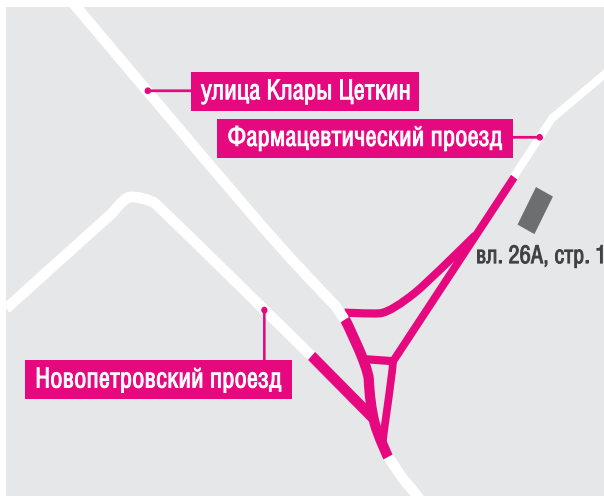 улица Клары Цеткин
Фармацевтический проезд
вл. 26А, стр. 1
Новопетровский проезд